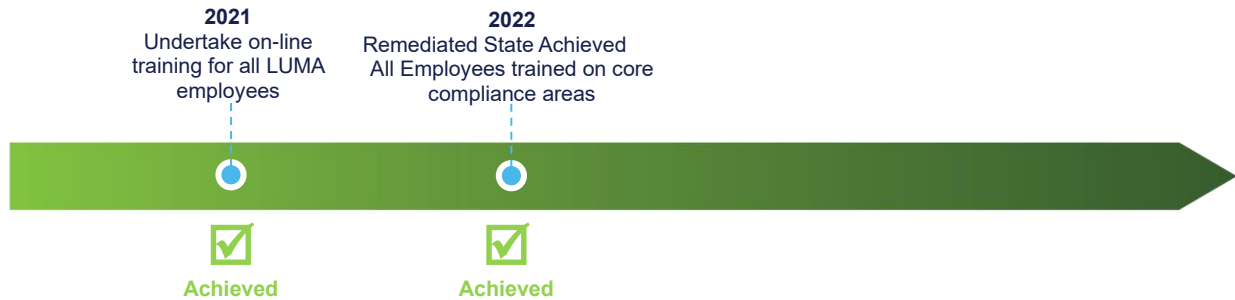 2021
Undertake on-line
training for all LUMA
employees
2022
Remediated State Achieved
All Employees trained on core
compliance areas
Achieved
Achieved